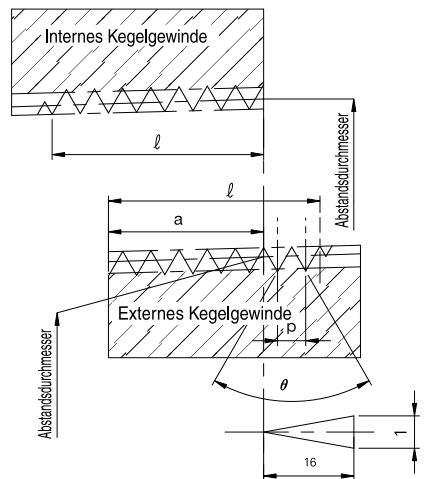 Internes Kegelgewinde
ℓ
Abstandsdurchmesser
ℓ
a
Externes Kegelgewinde
p
Abstandsdurchmesser
θ
1
16